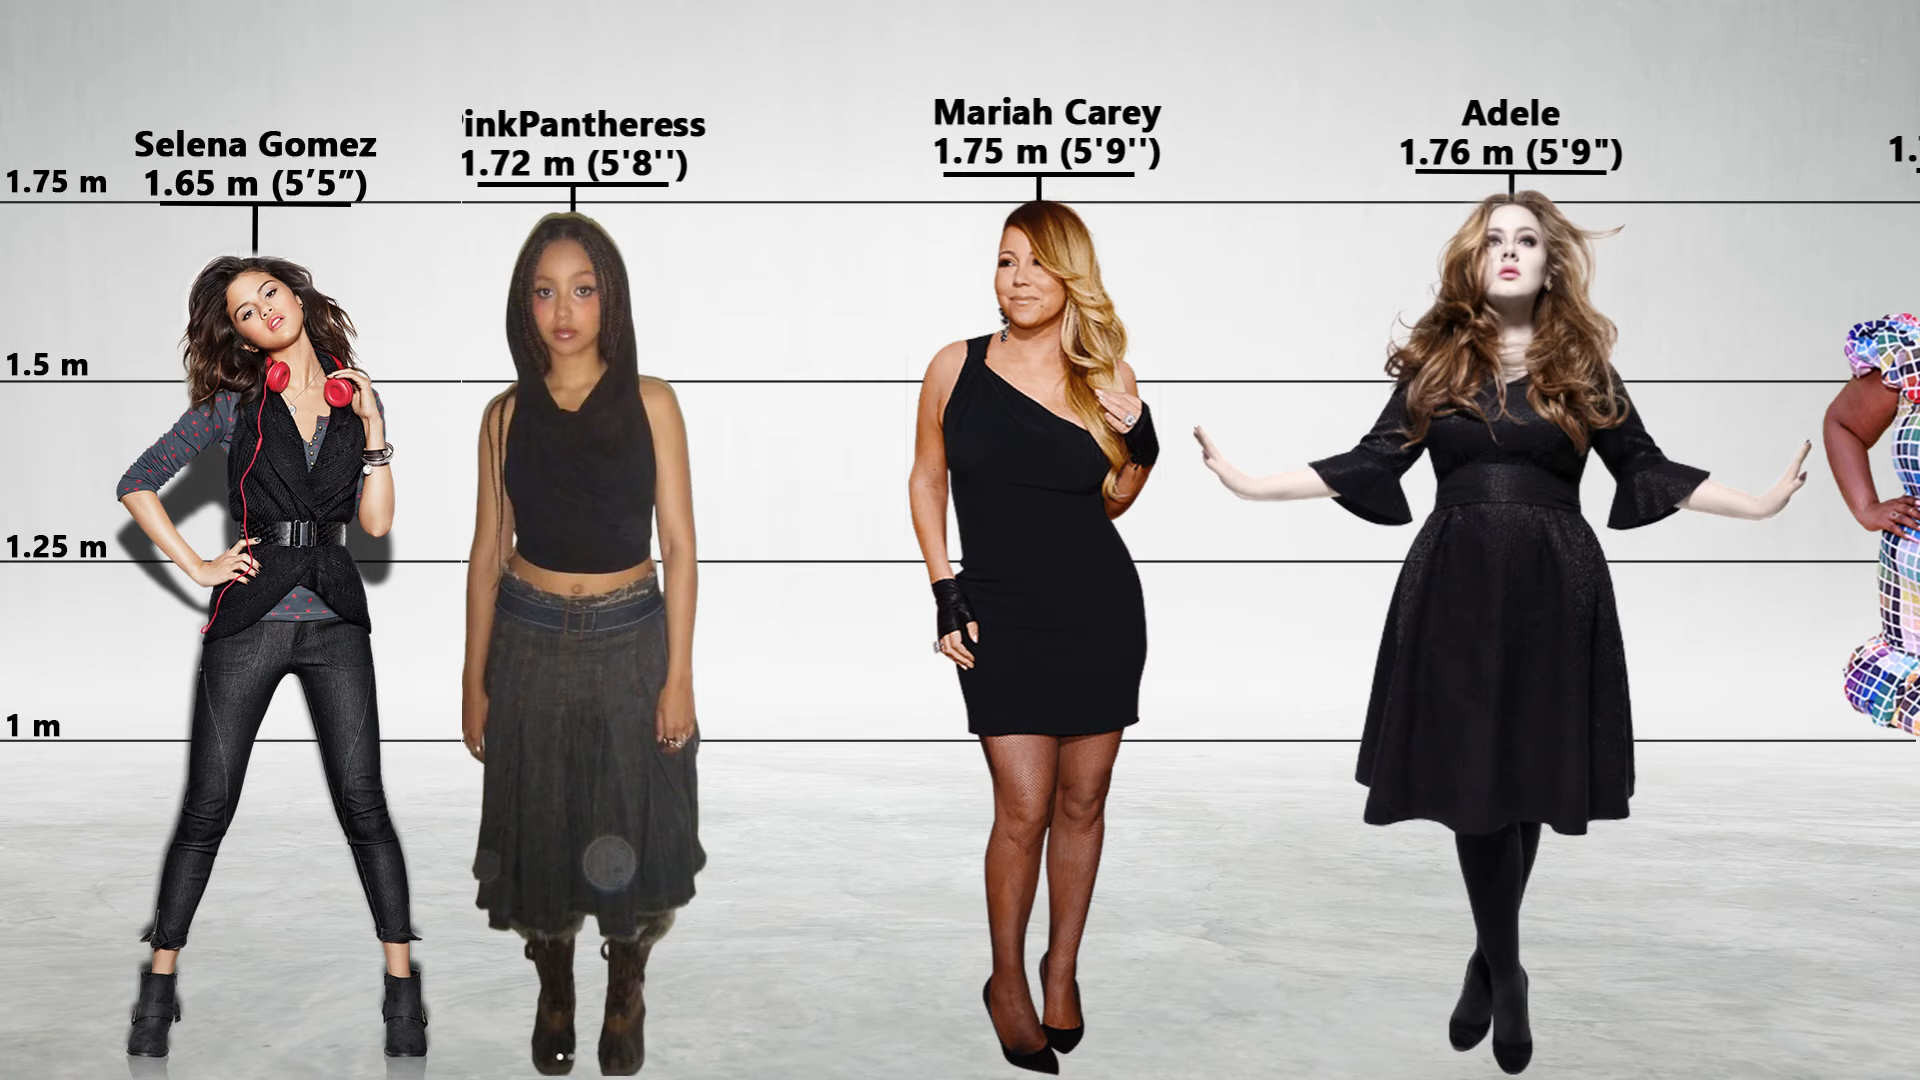 Selena Gomez
1.65 m (5’5”)
inkPantheress
1.72 m (5'8'')
Mariah Carey
1.75 m (5'9'')
Adele
1.76 m (5'9")
1.75 m
1.5 m
1.25 m
1 m